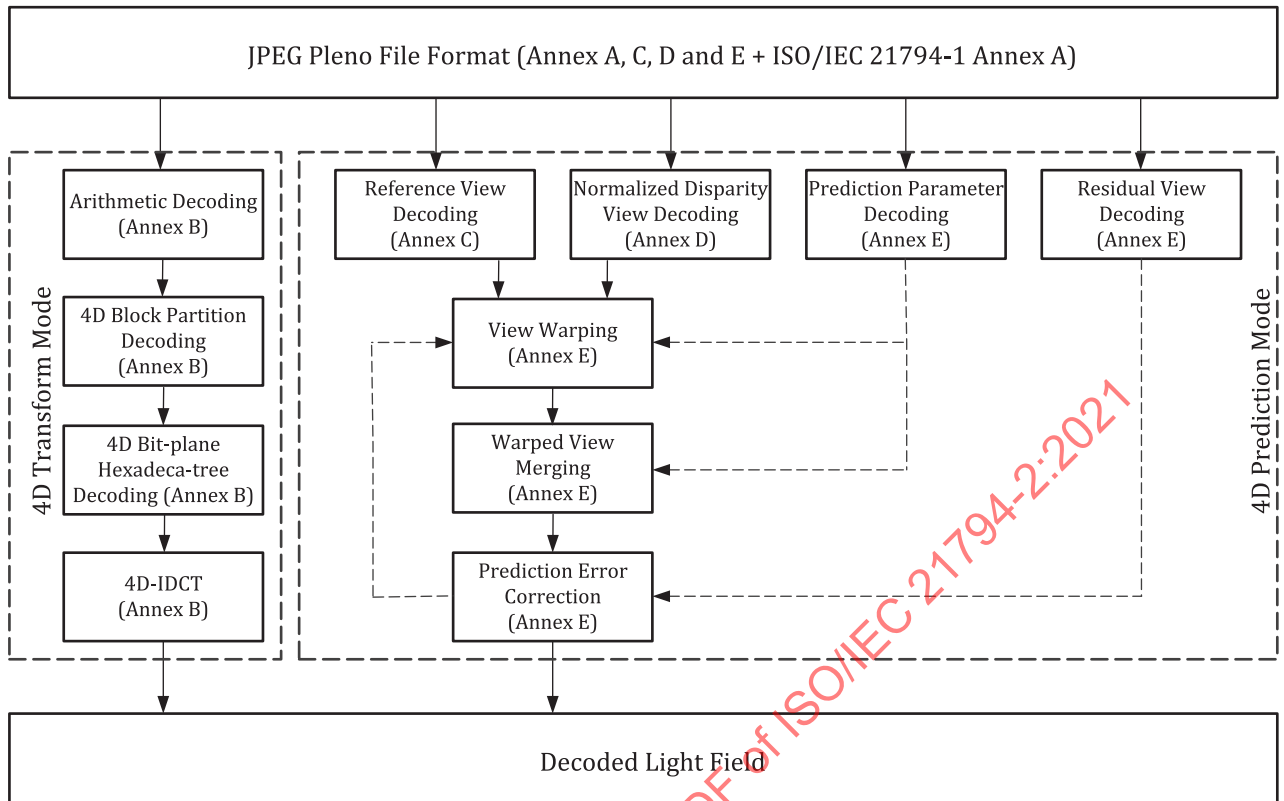 JPEG Pleno File Format (Annex A, C, D and E + ISO/IEC 21794-1 Annex A)
4D Transform Mode
Arithmetic Decoding
(Annex B)
4D Block Partition
Decoding
(Annex B)
4D Bit-plane
Hexadeca-tree
Decoding (Annex B)
4D-IDCT
(Annex B)
Reference View
Decoding
(Annex C)
Normalized Disparity
View Decoding
(Annex D)
Prediction Parameter
Decoding
(Annex E)
Residual View
Decoding
(Annex E)
View Warping
(Annex E)
Warped View
Merging
(Annex E)
Prediction Error
Correction
(Annex E)
4D Prediction Mode
Decoded Light Field
of ISO/IEC 21794-2:2021